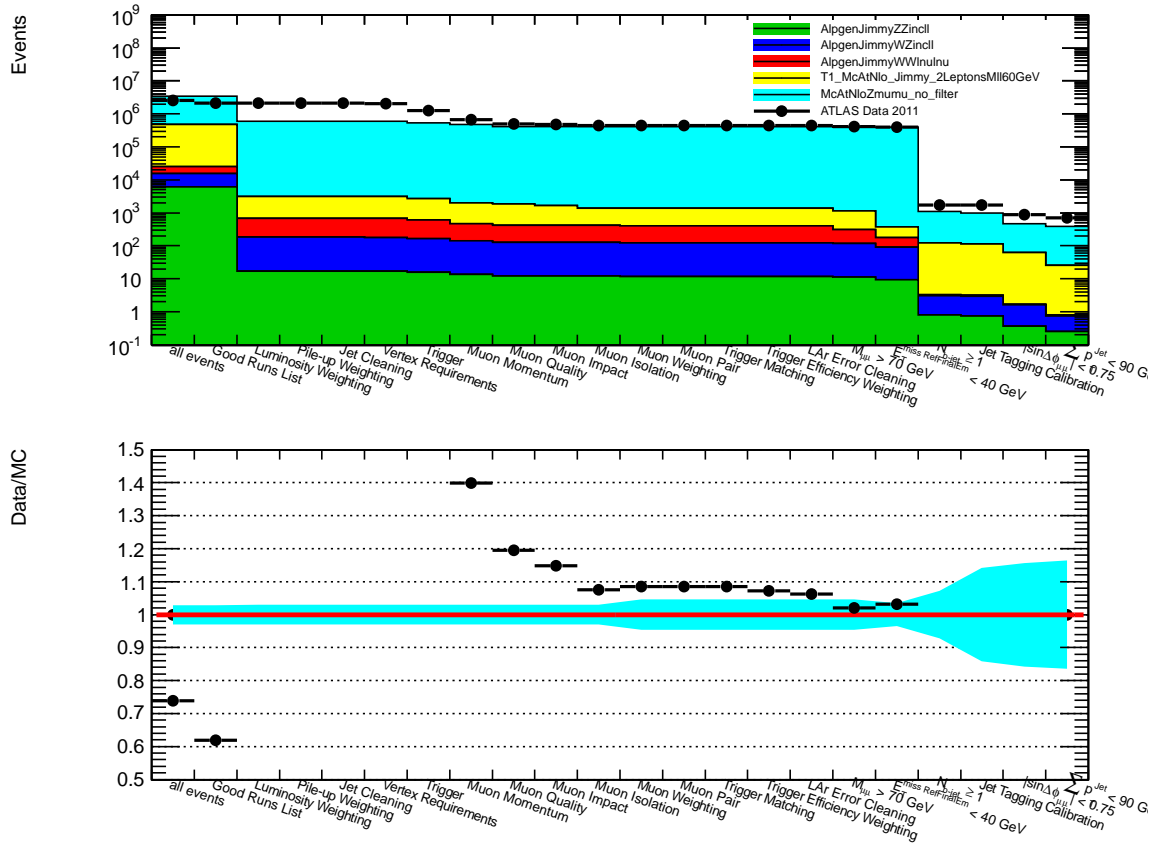 Events
10^9
10^8
10^7
10^6
10^5
10^4
10^3
10^2
10
1
10^-1
AlpgenJimmyZZincll
AlpgenJimmyWZincll
AlpgenJimmyWWlnulnu
T1_McAtNlo_Jimmy_2LeptonsMll60GeV
McAtNloZmumu_no_filter
ATLAS Data 2011
all events
Good Runs List
Luminosity Weighting
Pile-up Weighting
Jet Cleaning
Vertex Requirements
Trigger
Muon Momentum
Muon Quality
Muon Impact
Muon Isolation
Muon Weighting
Muon Pair
Trigger Matching
Trigger Efficiency Weighting
LAr Error Cleaning
M_μμ > 70 GeV
E^miss RefFinalEm < 40 GeV
N_b-jet ≥ 1
Jet Tagging Calibration
|sinΔϕ_μμ| < 0.75
∑ p^Jet < 90 G
Data/MC
1.5
1.4
1.3
1.2
1.1
1
0.9
0.8
0.7
0.6
0.5
all events
Good Runs List
Luminosity Weighting
Pile-up Weighting
Jet Cleaning
Vertex Requirements
Trigger
Muon Momentum
Muon Quality
Muon Impact
Muon Isolation
Muon Weighting
Muon Pair
Trigger Matching
Trigger Efficiency Weighting
LAr Error Cleaning
M_μμ > 70 GeV
E^miss RefFinalEm < 40 GeV
N_b-jet ≥ 1
Jet Tagging Calibration
|sinΔϕ_μμ| < 0.75
∑ p^Jet < 90 G